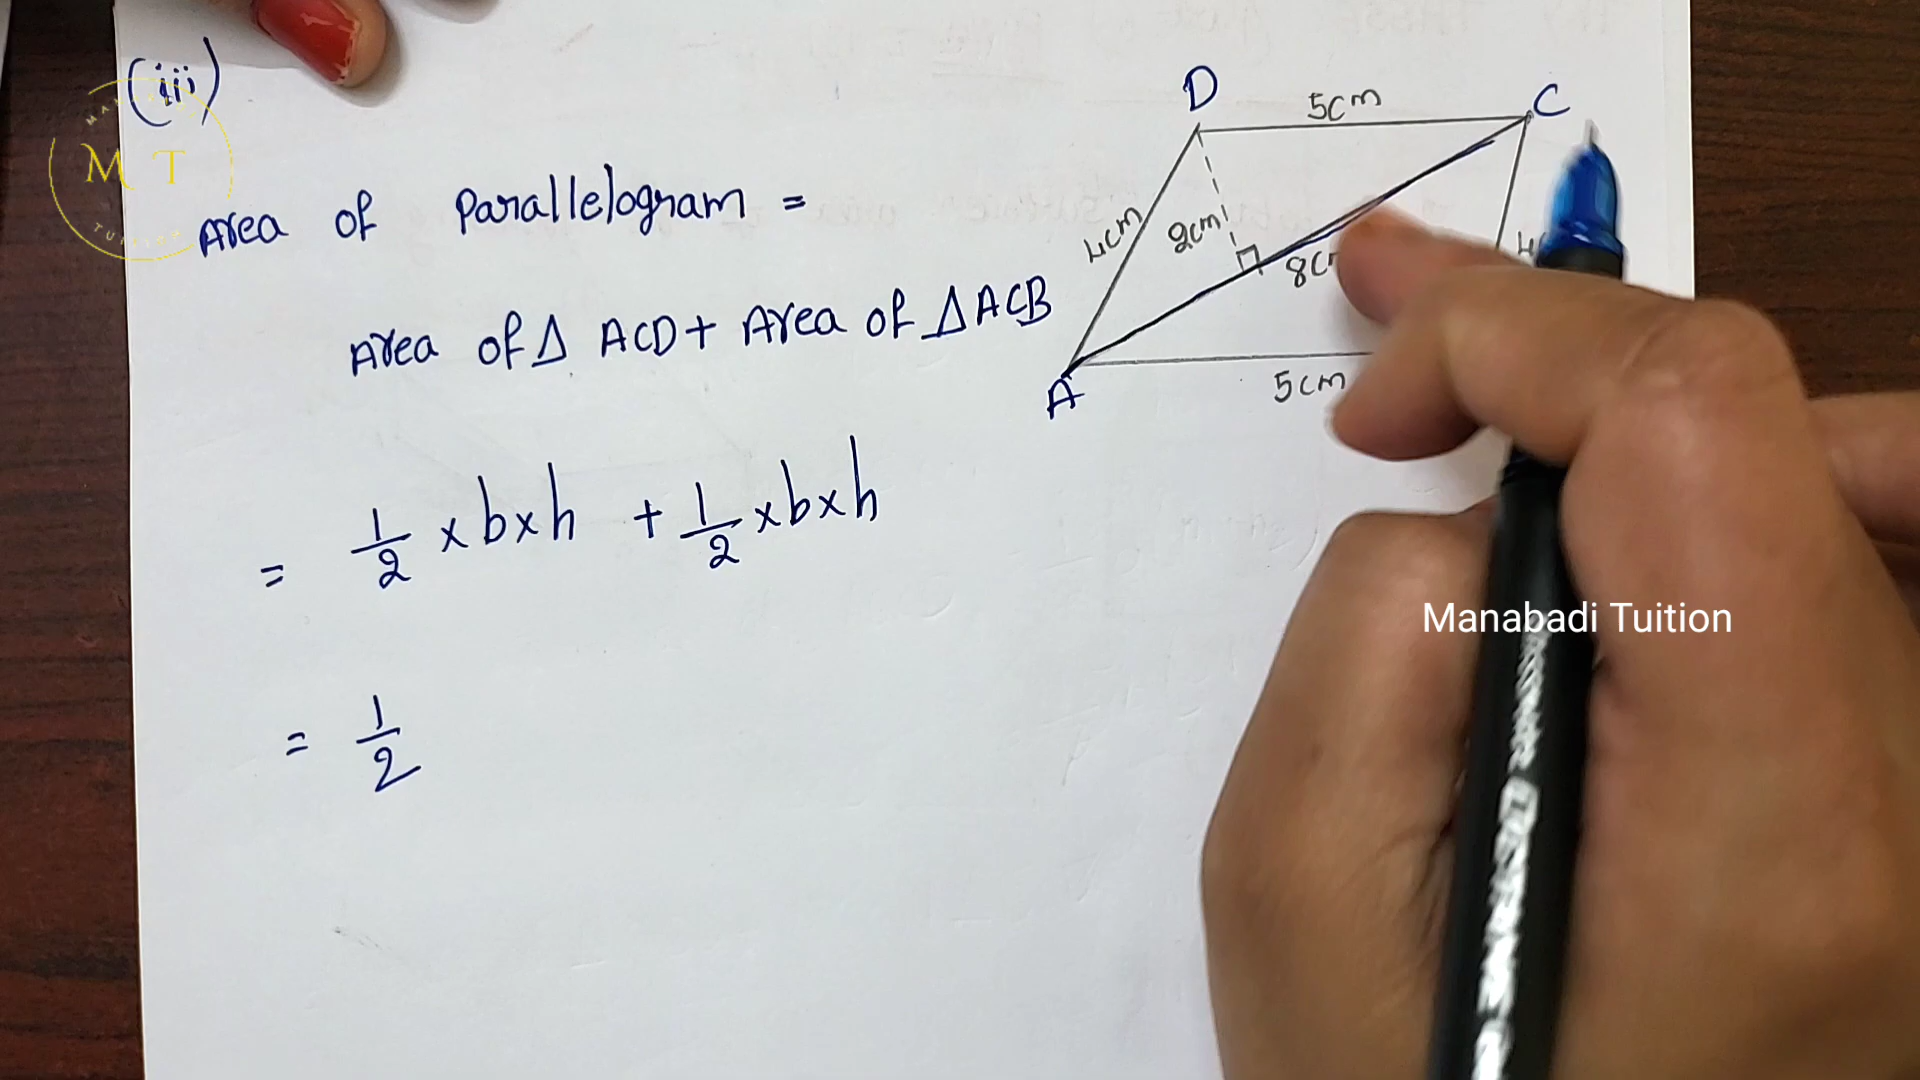 (iii)
M T
D
5cm
C
Area of Parallelogram =
4cm
2cm
8cm
Area of Δ ACD + Area of Δ ACB
A
5cm
= 1/2 × b × h + 1/2 × b × h
Manabadi Tuition
= 1/2